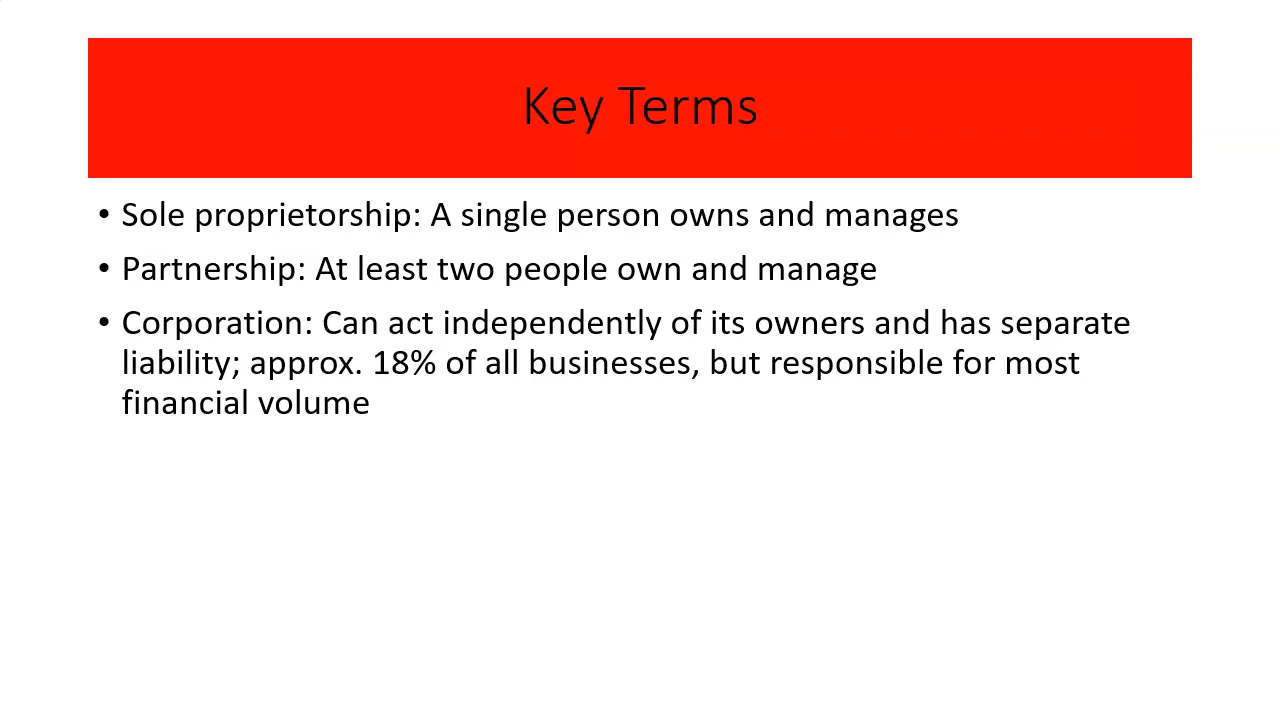 Key Terms
• Sole proprietorship: A single person owns and manages
• Partnership: At least two people own and manage
• Corporation: Can act independently of its owners and has separate
liability; approx. 18% of all businesses, but responsible for most
financial volume